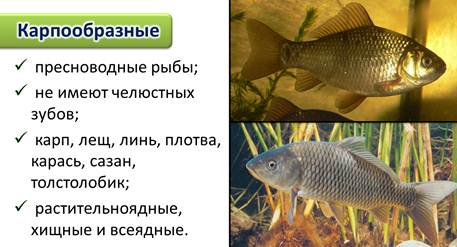 Карпообразные
✓ пресноводные рыбы;
✓ не имеют челюстных
зубов;
✓ карп, лещ, линь, плотва,
карась, сазан,
толстолобик;
✓ растительноядные,
хищные и всеядные.